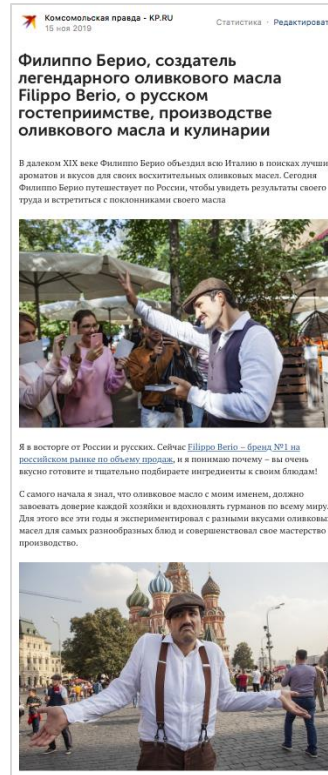 Комсомольская правда - KP.RU
15 ноя 2019
Статистика · Редактировать
Филиппо Берио, создатель
легендарного оливкового масла
Filippo Berio, о русском
гостеприимстве, производстве
оливкового масла и кулинарии
В далеком XIX веке Филиппо Берио объездил всю Италию в поисках лучши
ароматов и вкусов для своих восхитительных оливковых масел. Сегодня
Филиппо Берио путешествует по России, чтобы увидеть результаты своего
труда и встретиться с поклонниками своего масла
Я в восторге от России и русских. Сейчас Filippo Berio – бренд №1 на
российском рынке по объему продаж, и я понимаю почему – вы очень
вкусно готовите и тщательно подбираете ингредиенты к своим блюдам!
С самого начала я знал, что оливковое масло с моим именем, должно
завоевать доверие каждой хозяйки и вдохновлять гурманов по всему миру.
Для этого все эти годы я экспериментировал с разными вкусами оливковы
масел для самых разнообразных блюд и совершенствовал свое мастерство
производство.